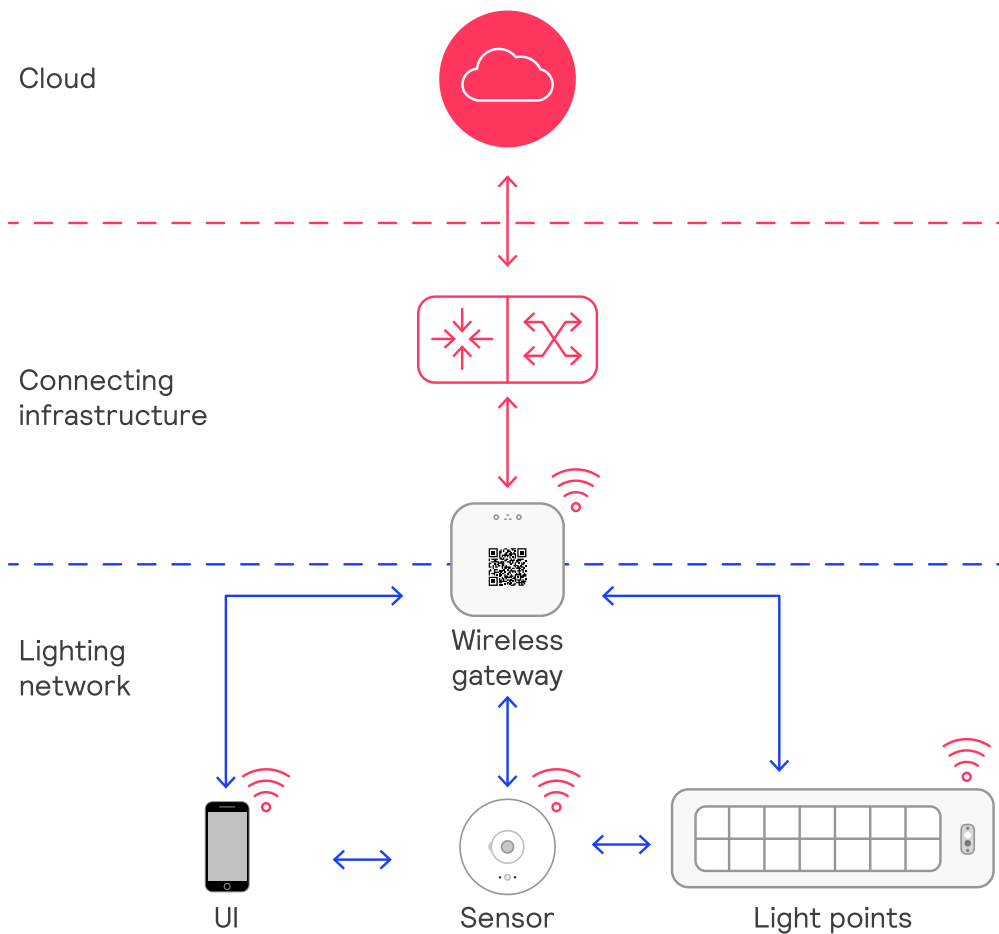 Cloud
Connecting
infrastructure
Wireless
gateway
Lighting
network
UI
Sensor
Light points